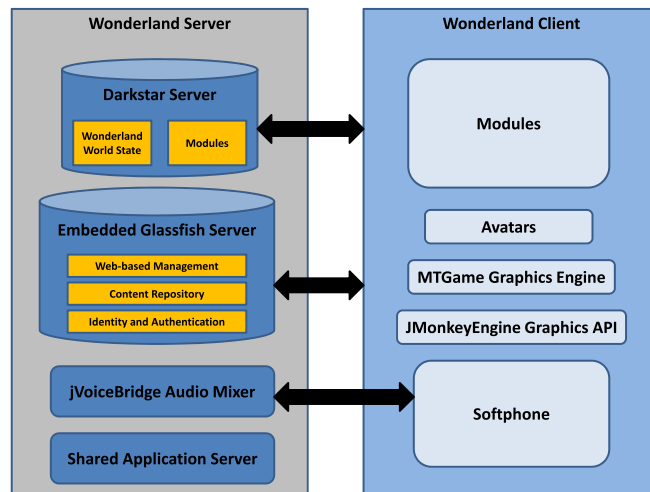 Wonderland Server
Darkstar Server
Wonderland
World State
Modules
Embedded Glassfish Server
Web-based Management
Content Repository
Identity and Authentication
jVoiceBridge Audio Mixer
Shared Application Server
Wonderland Client
Modules
Avatars
MTGame Graphics Engine
JMonkeyEngine Graphics API
Softphone